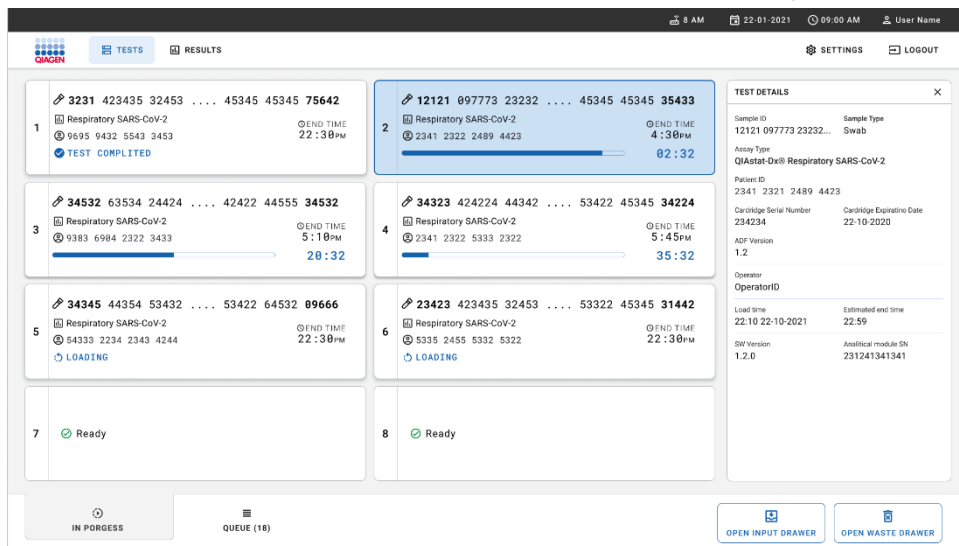 8 AM 22-01-2021 09:00 AM User Name
QIAGEN TESTS RESULTS SETTINGS LOGOUT
1
3231 423435 32453 .... 45345 45345 75642
Respiratory SARS-CoV-2
9695 9432 5543 3453
TEST COMPLITED
END TIME
22:30PM
2
12121 097773 23232 .... 45345 45345 35433
Respiratory SARS-CoV-2
2341 2322 2489 4423
END TIME
4:30PM
02:32
3
34532 63534 24424 .... 42422 44555 34532
Respiratory SARS-CoV-2
9383 6984 2322 3433
END TIME
5:10PM
20:32
4
34323 424224 44342 .... 53422 45345 34224
Respiratory SARS-CoV-2
2341 2322 5333 2322
END TIME
5:45PM
35:32
5
34345 44354 53432 .... 53422 64532 09666
Respiratory SARS-CoV-2
54333 2234 2343 4244
LOADING
END TIME
22:30PM
6
23423 423435 32453 .... 53322 45345 31442
Respiratory SARS-CoV-2
5335 2455 5332 5322
LOADING
END TIME
22:30PM
7
Ready
8
Ready
TEST DETAILS
Sample ID Sample Type
12121 097773 23232... Swab
Assay Type
QIAstat-Dx® Respiratory SARS-CoV-2
Patient ID
2341 2321 2489 4423
Cardridge Serial Number Cardridge Expiratino Date
234234 22-10-2020
ADF Version
1.2
Operator
OperatorID
Load time Estimated end time
22:10 22-10-2021 22:59
SW Version Analitical module SN
1.2.0 231241341341
IN PORGESS QUEUE (18) OPEN INPUT DRAWER OPEN WASTE DRAWER